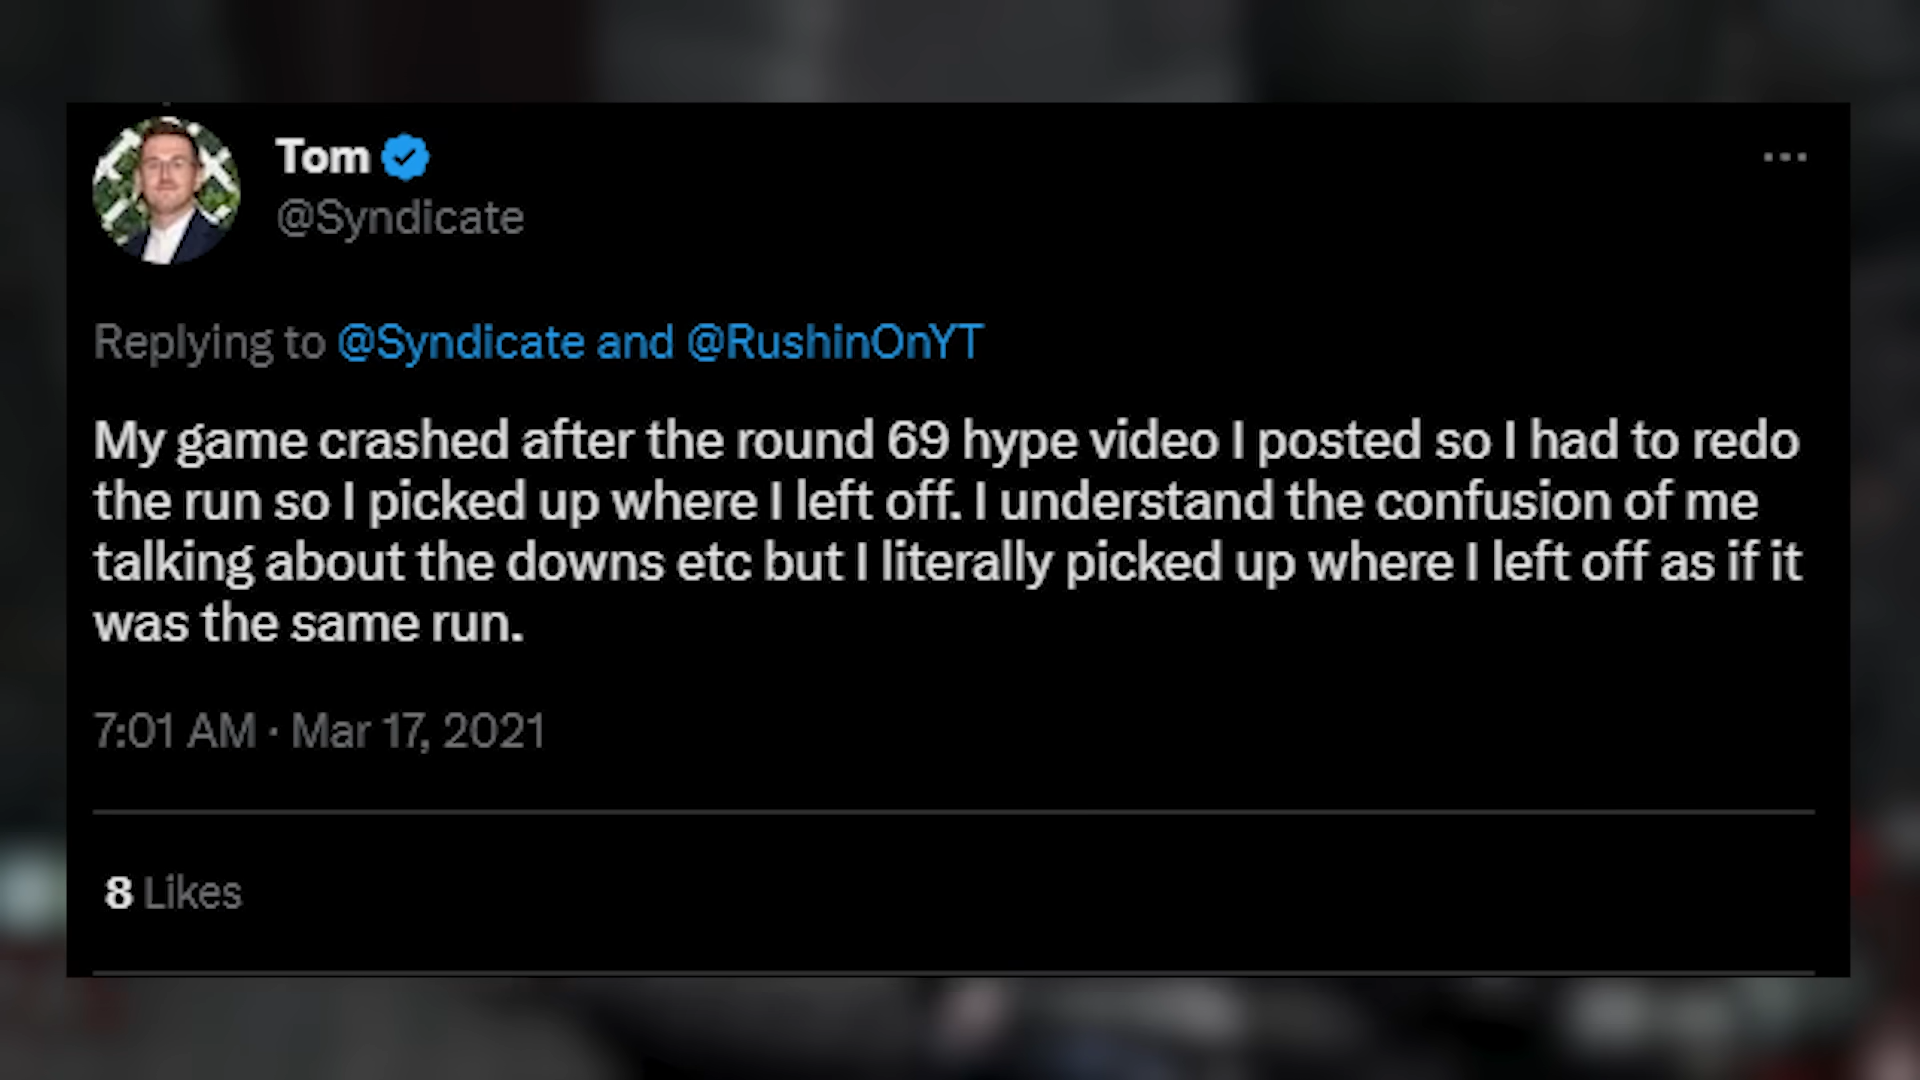 Tom
@Syndicate
Replying to @Syndicate and @RushinOnYT
My game crashed after the round 69 hype video I posted so I had to redo
the run so I picked up where I left off. I understand the confusion of me
talking about the downs etc but I literally picked up where I left off as if it
was the same run.
7:01 AM · Mar 17, 2021
8 Likes